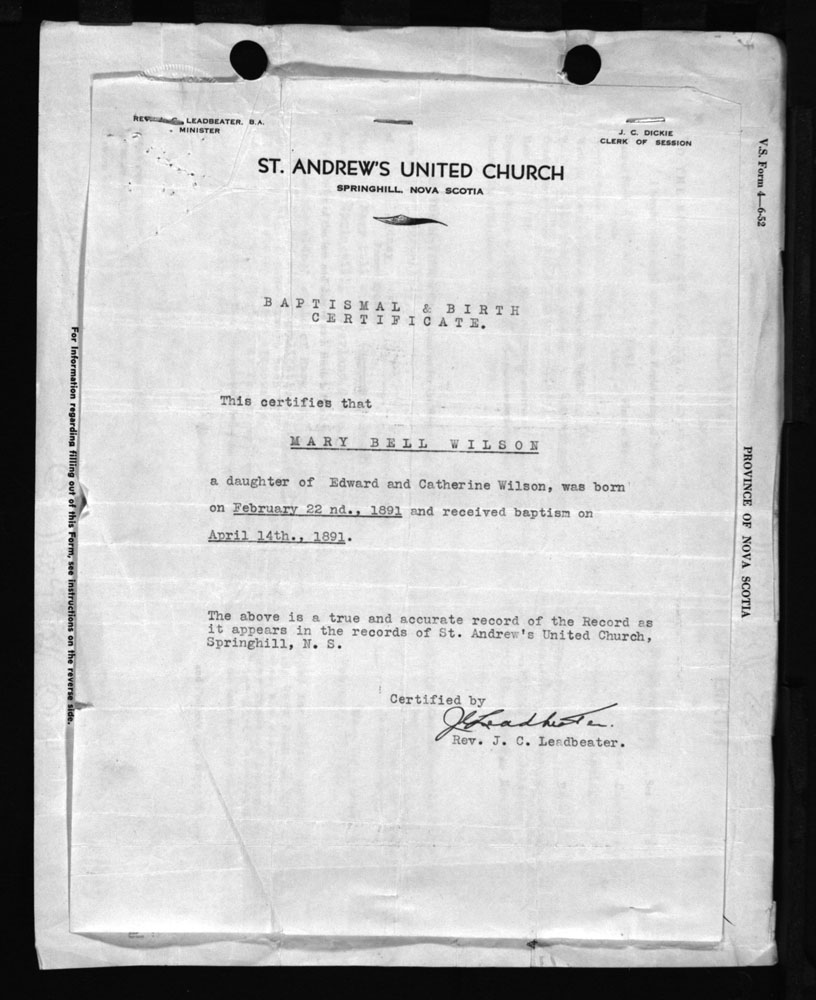 REV. J. C. LEADBEATER, B.A.
MINISTER
J. C. DICKIE
CLERK OF SESSION
ST. ANDREW'S UNITED CHURCH
SPRINGHILL, NOVA SCOTIA
BAPTISMAL & BIRTH
CERTIFICATE.
This certifies that
MARY BELL WILSON
a daughter of Edward and Catherine Wilson, was born
on February 22 nd., 1891 and received baptism on
April 14th., 1891.
The above is a true and accurate record of the Record as
it appears in the records of St. Andrew's United Church,
Springhill, N. S.
Certified by
J C Leadbeater.
Rev. J. C. Leadbeater.
For Information regarding filling out of this Form, see instructions on the reverse side.
V.S. Form 4—6-52
PROVINCE OF NOVA SCOTIA